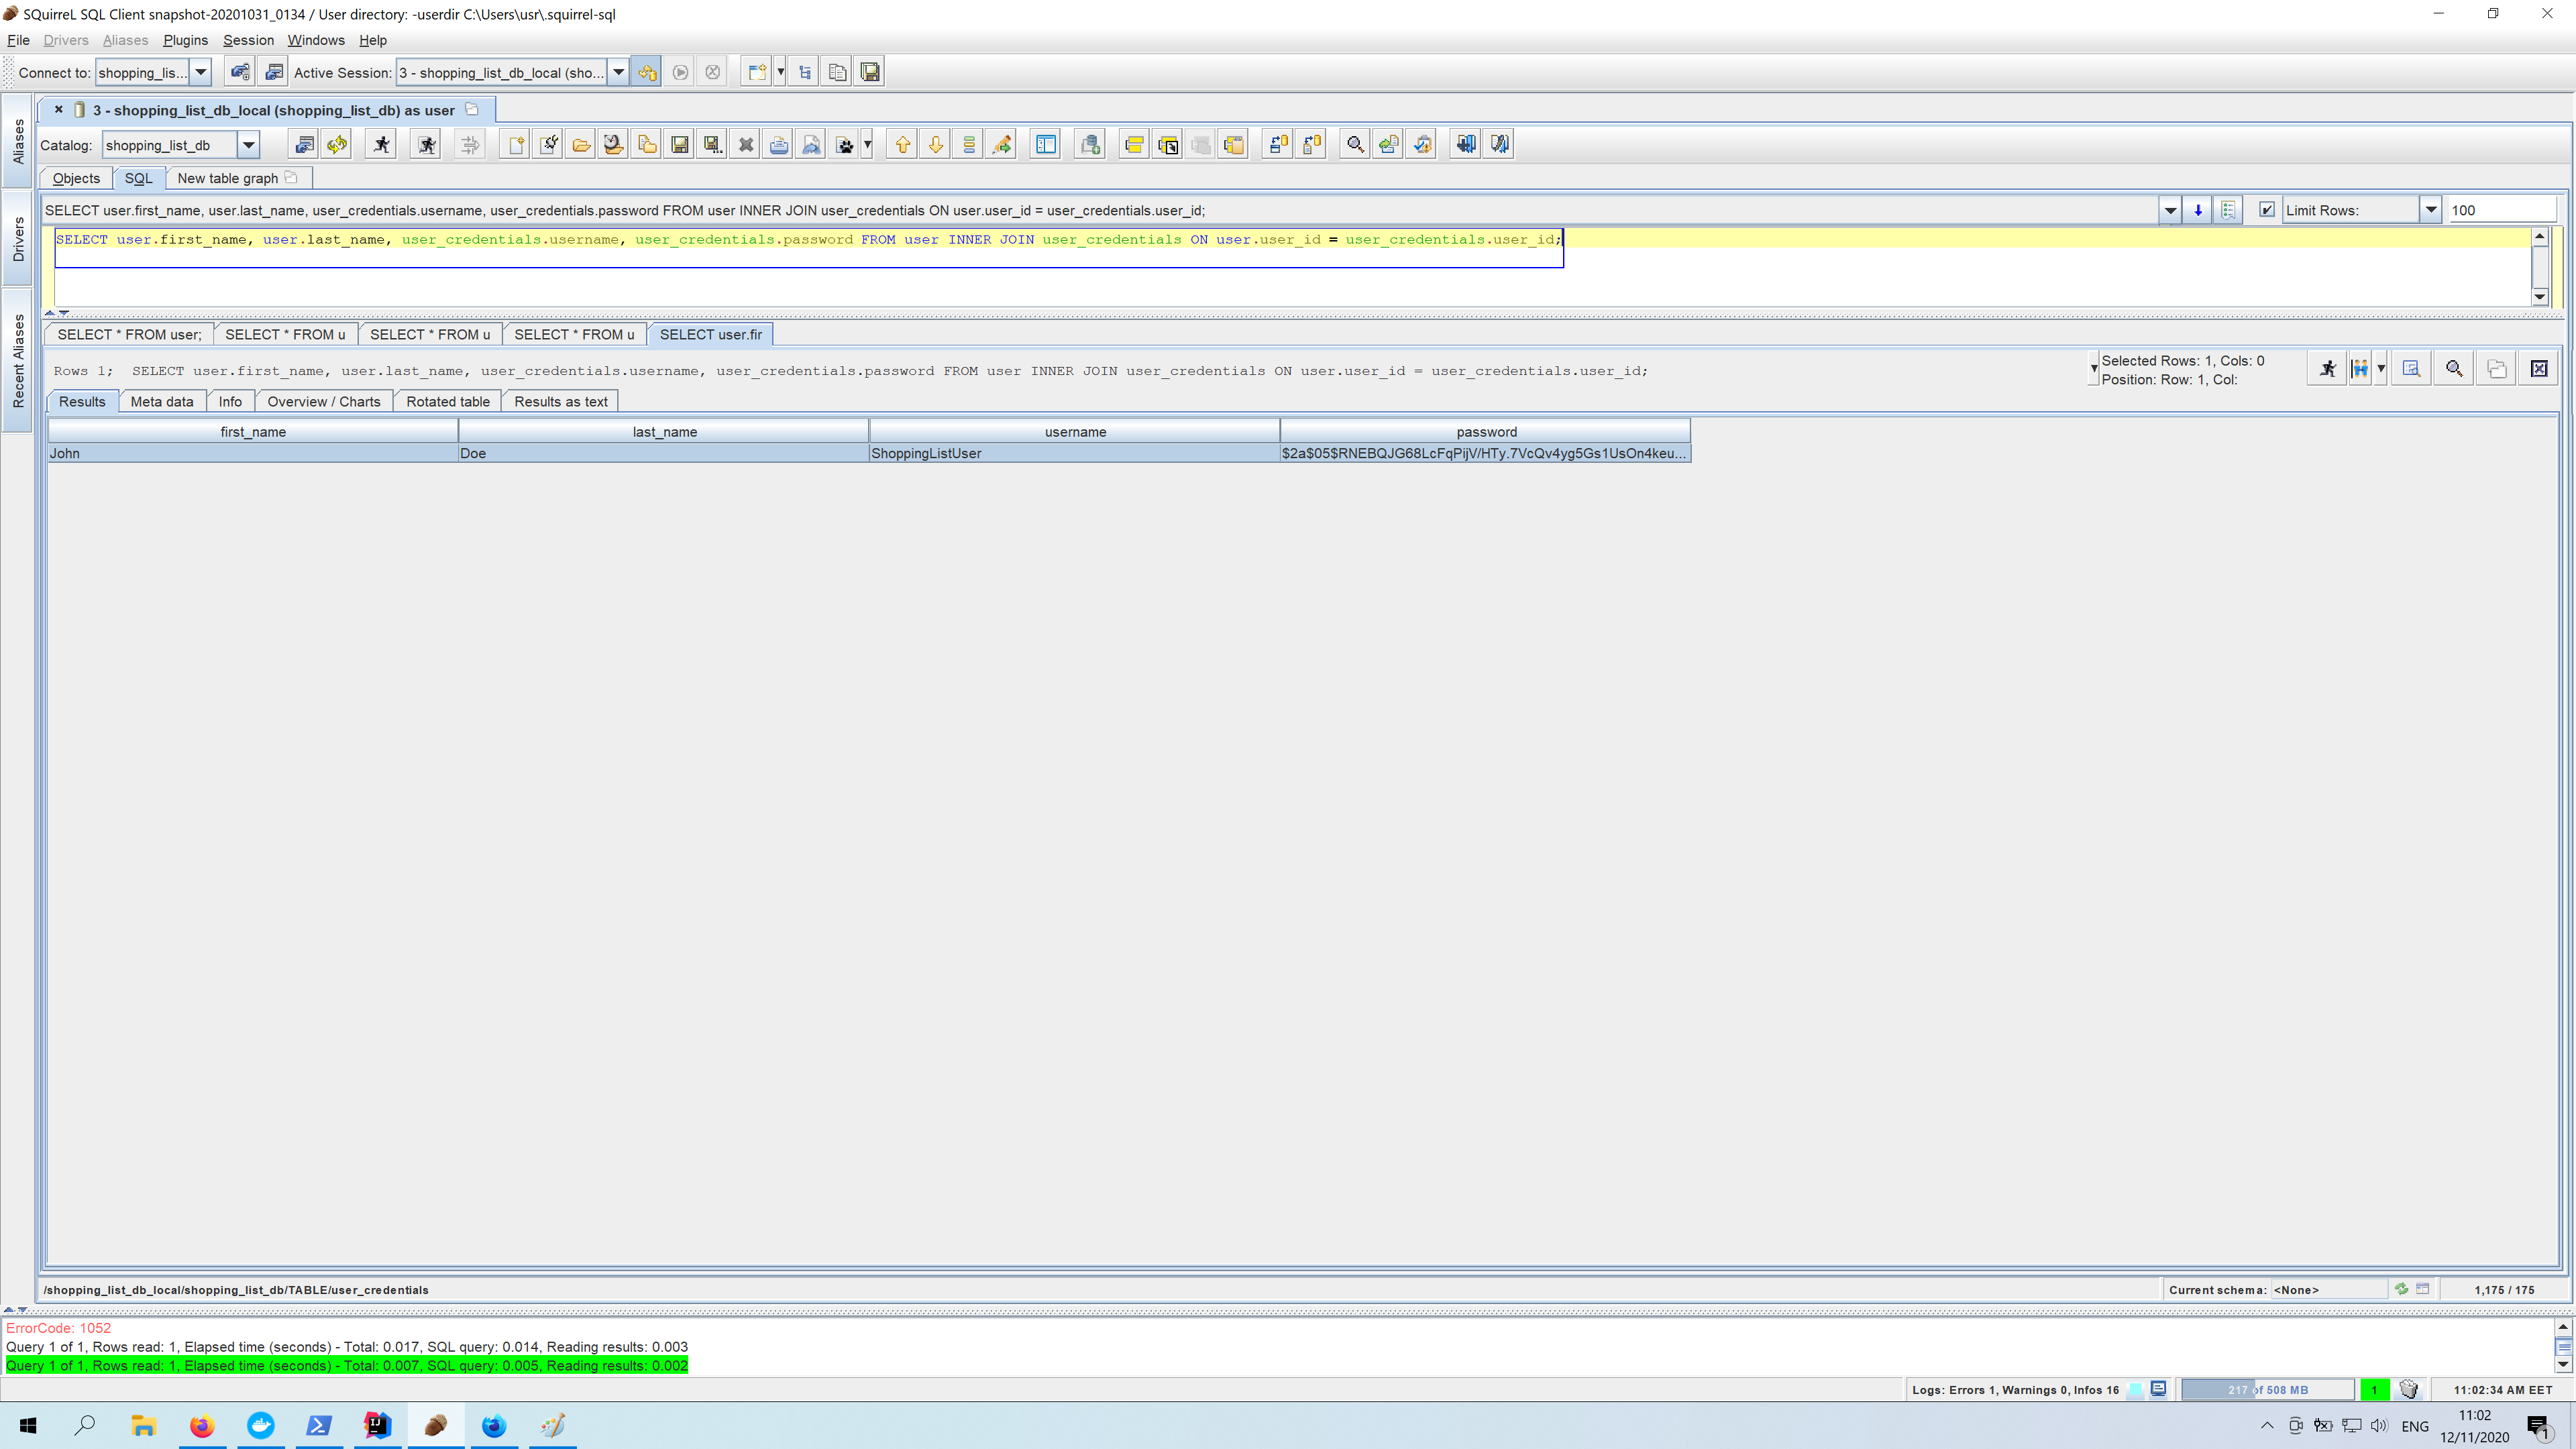 SQuirreL SQL Client snapshot-20201031_0134 / User directory: -userdir C:\Users\usr\.squirrel-sql
File Drivers Aliases Plugins Session Windows Help
Connect to: shopping_lis... Active Session: 3 - shopping_list_db_local (sho...
3 - shopping_list_db_local (shopping_list_db) as user
Aliases
Drivers
Recent Aliases
Catalog: shopping_list_db
Objects SQL New table graph
SELECT user.first_name, user.last_name, user_credentials.username, user_credentials.password FROM user INNER JOIN user_credentials ON user.user_id = user_credentials.user_id; Limit Rows: 100
SELECT user.first_name, user.last_name, user_credentials.username, user_credentials.password FROM user INNER JOIN user_credentials ON user.user_id = user_credentials.user_id;
SELECT * FROM user; SELECT * FROM u SELECT * FROM u SELECT * FROM u SELECT user.fir
Rows 1; SELECT user.first_name, user.last_name, user_credentials.username, user_credentials.password FROM user INNER JOIN user_credentials ON user.user_id = user_credentials.user_id;
Selected Rows: 1, Cols: 0
Position: Row: 1, Col:
Results Meta data Info Overview / Charts Rotated table Results as text
first_name last_name username password
John Doe ShoppingListUser $2a$05$RNEBQJG68LcFqPijV/HTy.7VcQv4yg5Gs1UsOn4keu...
/shopping_list_db_local/shopping_list_db/TABLE/user_credentials Current schema: <None> 1,175 / 175
ErrorCode: 1052
Query 1 of 1, Rows read: 1, Elapsed time (seconds) - Total: 0.017, SQL query: 0.014, Reading results: 0.003
Query 1 of 1, Rows read: 1, Elapsed time (seconds) - Total: 0.007, SQL query: 0.005, Reading results: 0.002
Logs: Errors 1, Warnings 0, Infos 16 217 of 508 MB 1 11:02:34 AM EET
ENG 11:02
12/11/2020 1